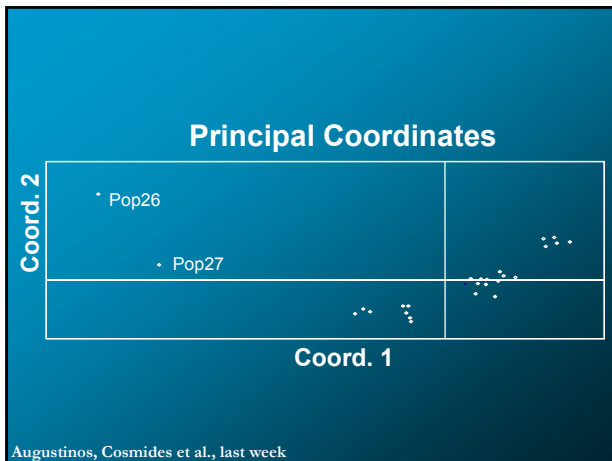 Principal Coordinates
Coord. 2
Pop26
Pop27
Coord. 1
Augustinos, Cosmides et al., last week